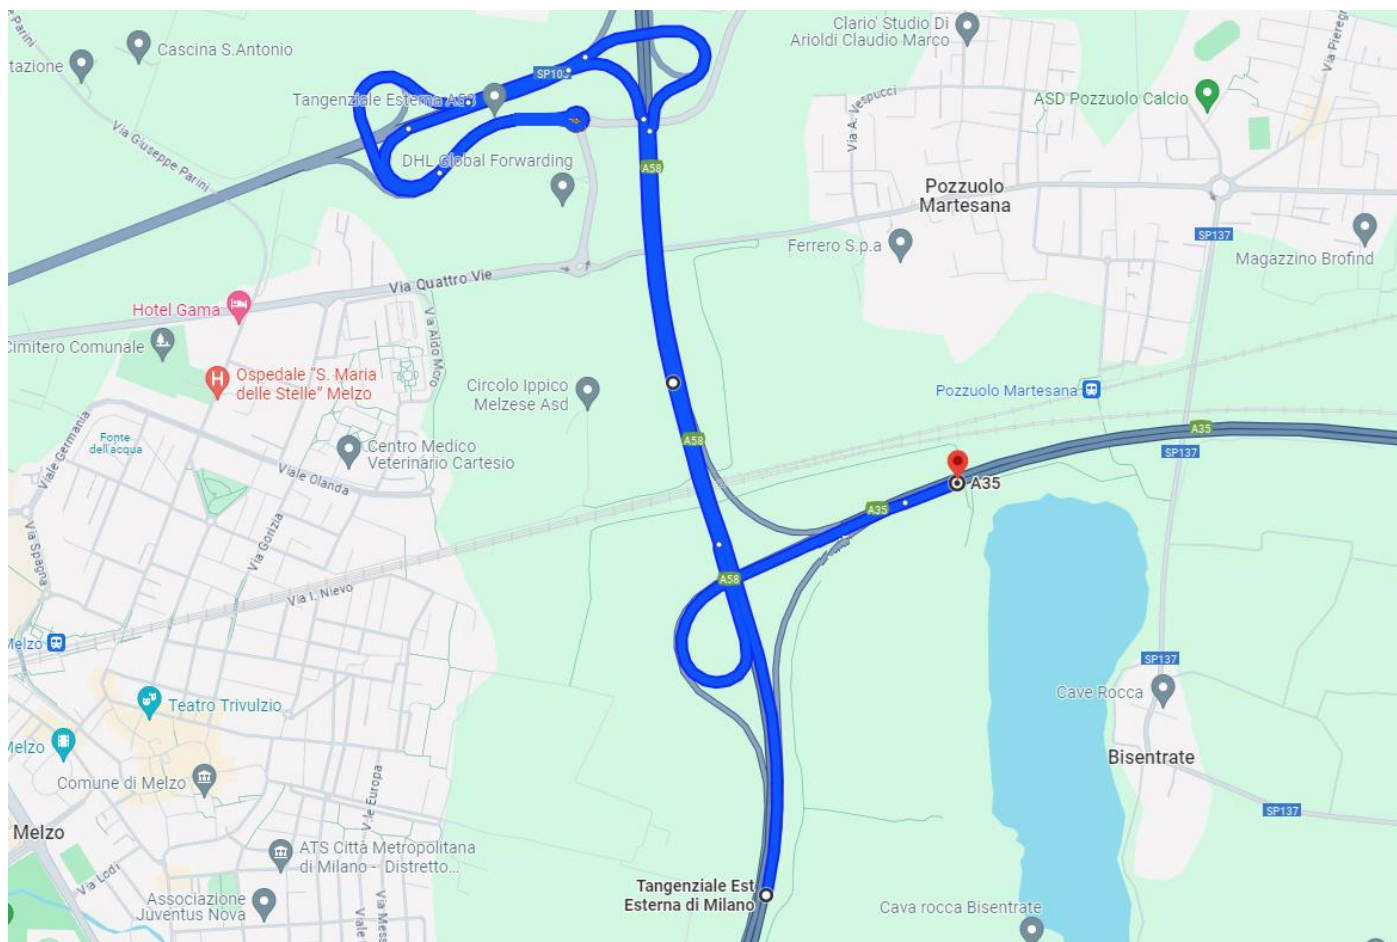 Clario' Studio Di
Arioldi Claudio Marco
Cascina S.Antonio
tazione
Parini
SP103
Tangenziale Esterna A58
Via A. Vespucci
ASD Pozzuolo Calcio
Via Giuseppe Parini
DHL Global Forwarding
A58
Pozzuolo
Martesana
SP137
Ferrero S.p.a
Magazzino Brofind
Via Quattro Vie
Hotel Gama
Via Aldo Moro
Cimitero Comunale
Ospedale "S. Maria
delle Stelle" Melzo
Circolo Ippico
Melzese Asd
Pozzuolo Martesana
Viale Germania
Fonte
dell'acqua
Centro Medico
Veterinario Cartesio
A58
A35
SP137
Viale Olanda
A35
A35
Via Spagna
Via Gorizia
A58
Via I. Nievo
Melzo
SP137
Teatro Trivulzio
Cave Rocca
Melzo
Bisentrate
Comune di Melzo
V.le Europa
SP137
Melzo
ATS Città Metropolitana
di Milano - Distretto...
Tangenziale Est
Esterna di Milano
Via Lodi
Associazione
Juventus Nova
Cava rocca Bisentrate